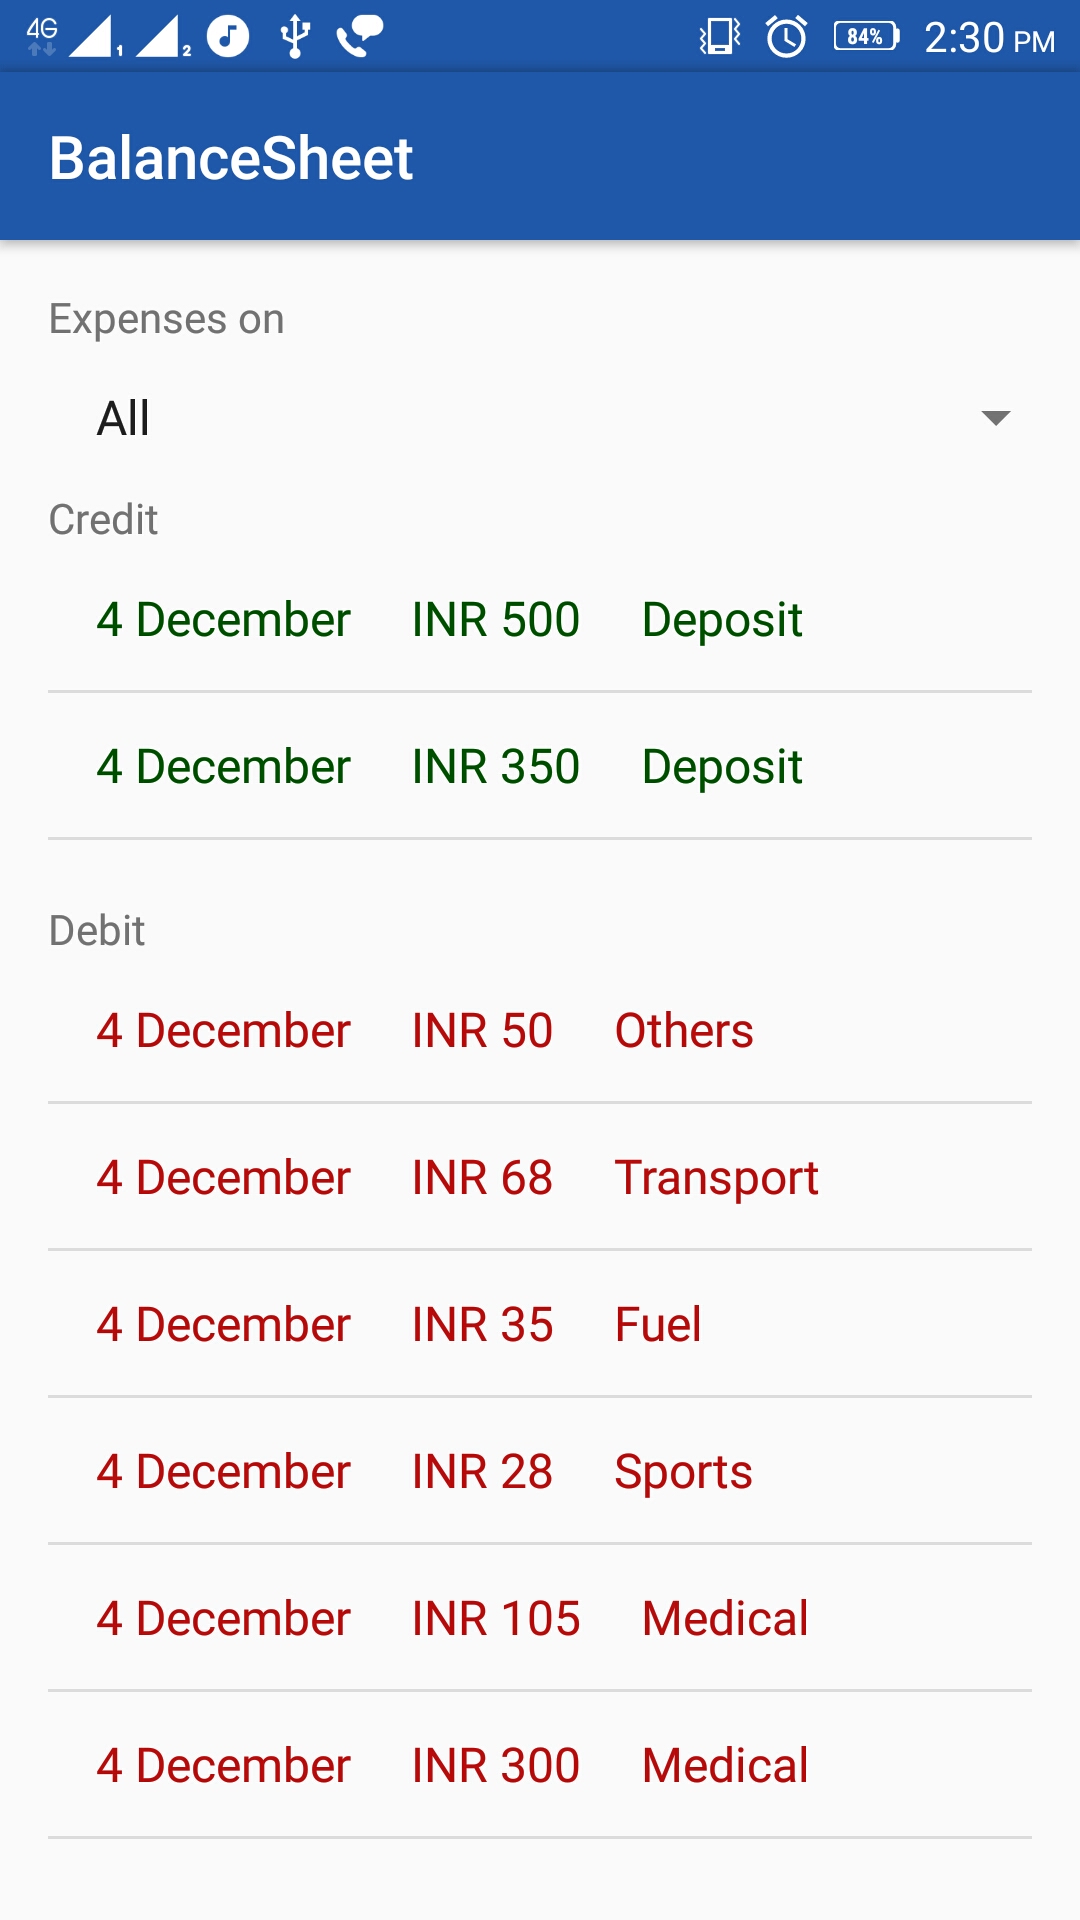 4G 1 2 84% 2:30 PM
BalanceSheet
Expenses on
All
Credit
4 December INR 500 Deposit
4 December INR 350 Deposit
Debit
4 December INR 50 Others
4 December INR 68 Transport
4 December INR 35 Fuel
4 December INR 28 Sports
4 December INR 105 Medical
4 December INR 300 Medical